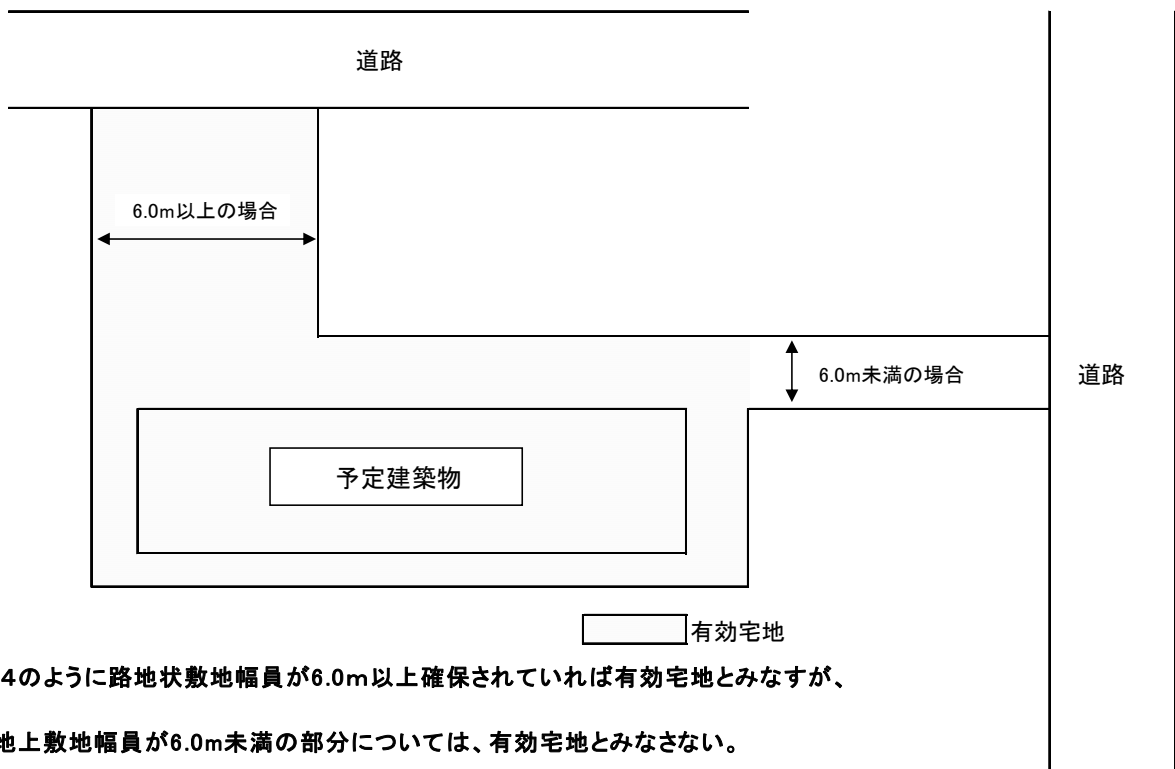 道路
6.0m以上の場合
6.0m未満の場合
道路
予定建築物
有効宅地
4のように路地状敷地幅員が6.0m以上確保されていれば有効宅地とみなすが、
地上敷地幅員が6.0m未満の部分については、有効宅地とみなさない。